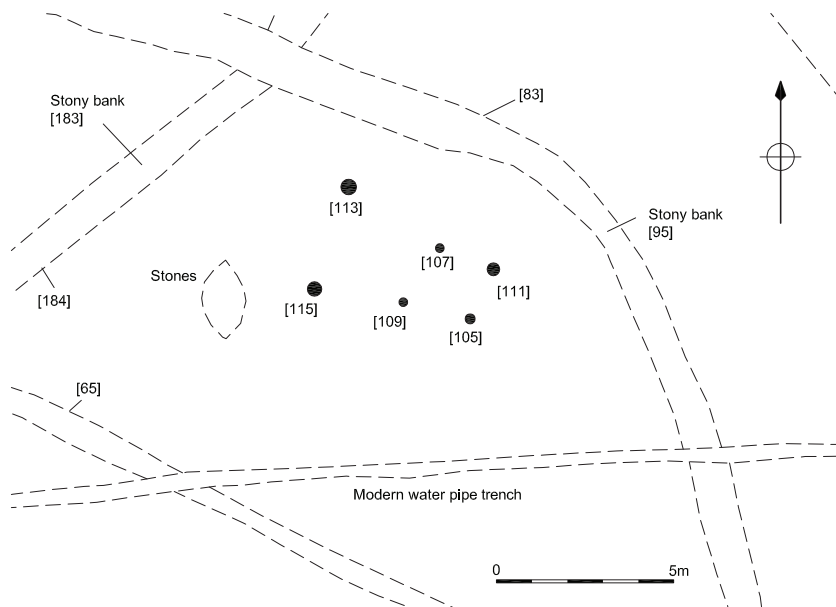 [83]
Stony bank
[183]
[113]
Stony bank
[95]
[107]
Stones
[111]
[184]
[115]
[109]
[105]
[65]
Modern water pipe trench
0
5m